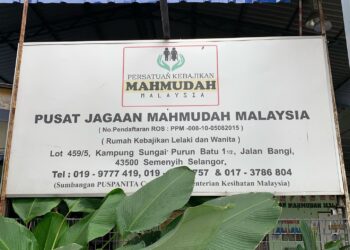 PERSATUAN KEBAJIKAN
MAHMUDAH
MALAYSIA
PUSAT JAGAAN MAHMUDAH MALAYSIA
( No.Pendaftaran ROS : PPM -006-10-05082015 )
( Rumah Kebajikan Lelaki dan Wanita )
Lot 459/5, Kampung Sungai Purun Batu 1 1/2, Jalan Bangi,
43500 Semenyih Selangor.
Tel : 019 - 9777 419, 019 - 757 & 017 - 3786 804
(Sumbangan PUSPANITA Kesihatan Malaysia)